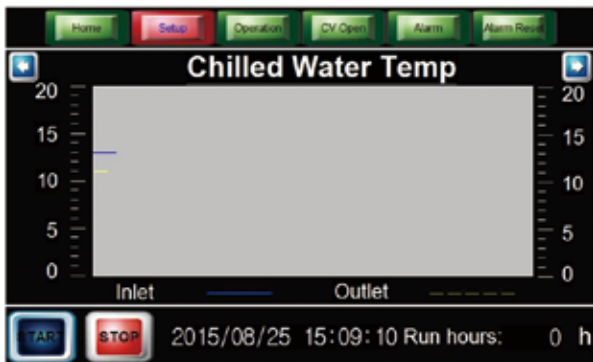 Home Setup Operation CV Open Alarm Alarm Reset
Chilled Water Temp
20 20
15 15
10 10
5 5
0 0
Inlet Outlet
START STOP 2015/08/25 15:09:10 Run hours: 0 h